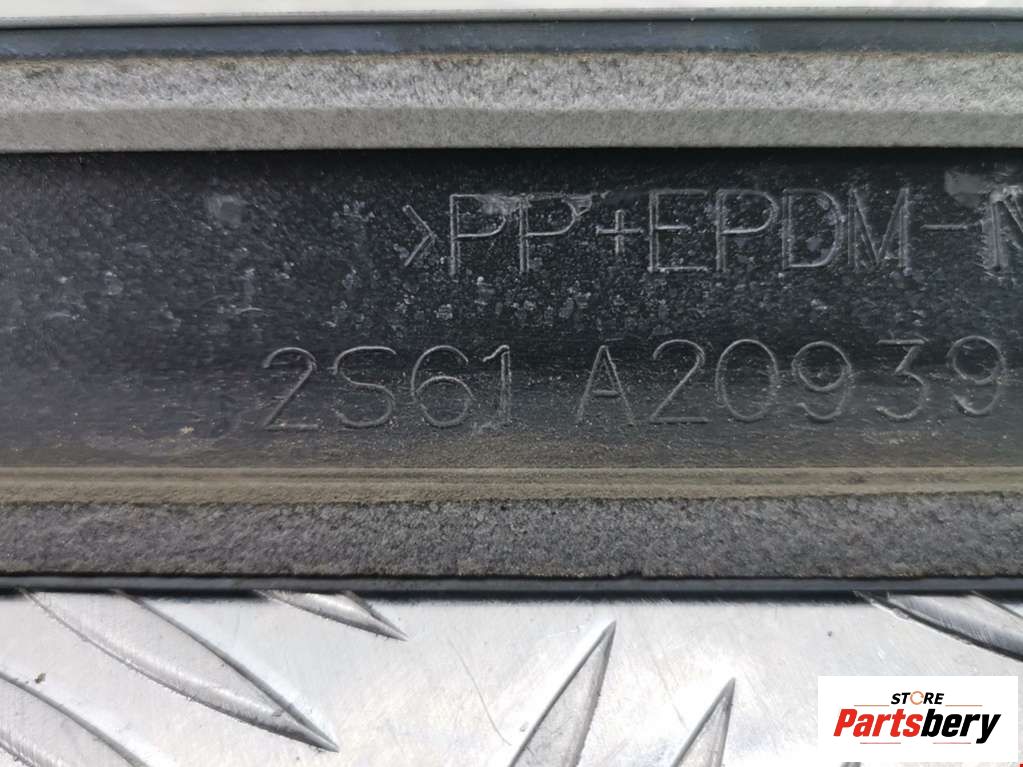 >PP+EPDM-
2S61 A20939
STORE
Partsbery